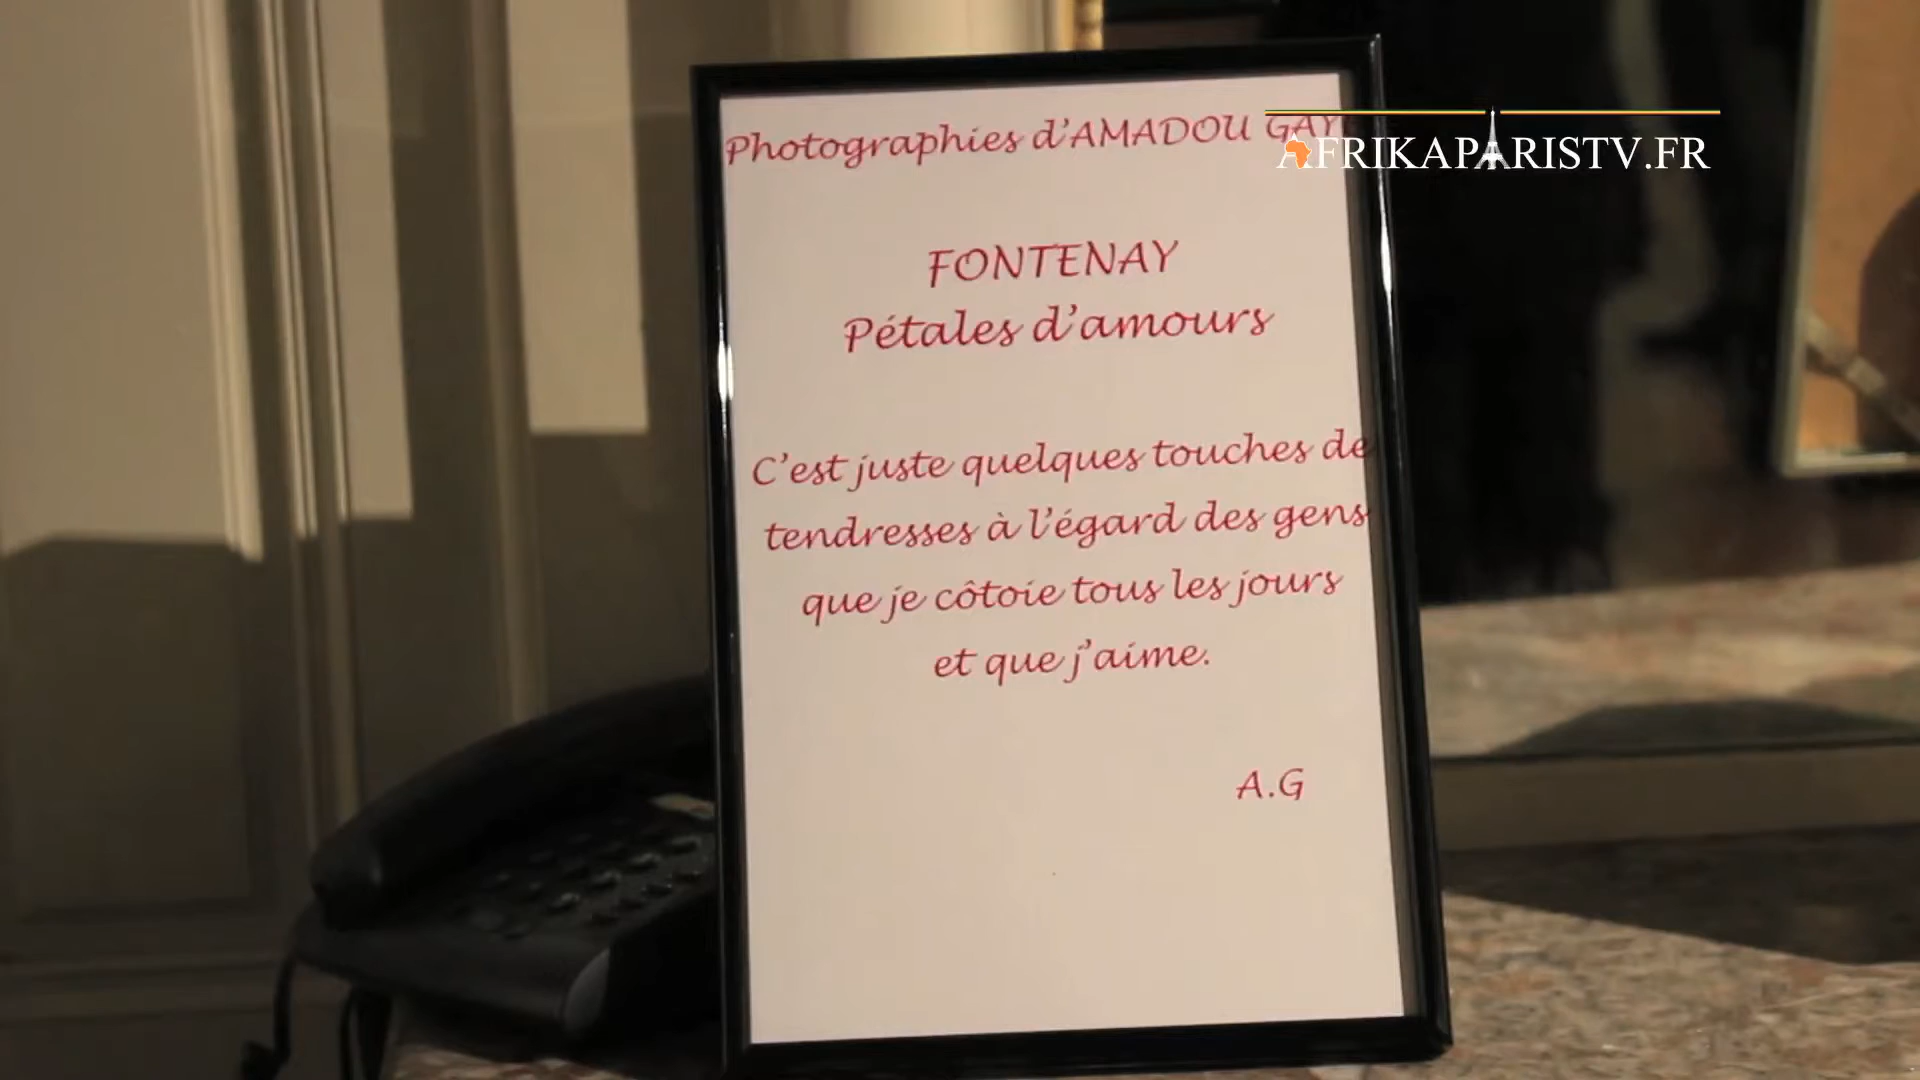 Photographies d'AMADOU GAYE
AFRIKAPARISTV.FR
FONTENAY
Pétales d'amours
C'est juste quelques touches de
tendresses à l'égard des gens
que je côtoie tous les jours
et que j'aime.
A.G